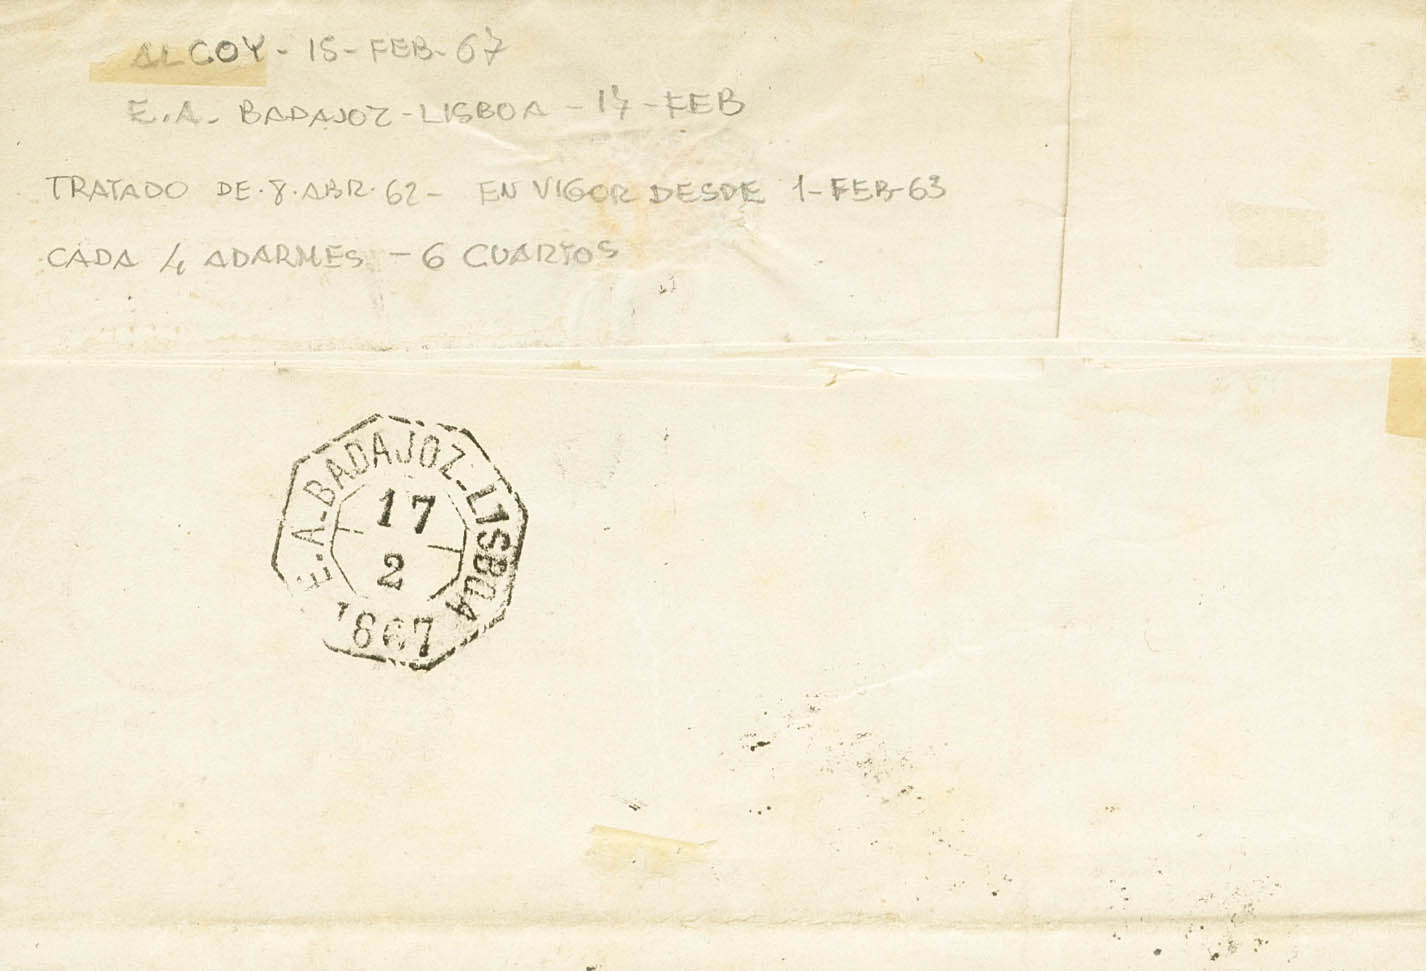 ALCOY - 15 - FEB - 67
E.A. BADAJOZ - LISBOA - 17 - FEB
TRATADO DE. 8. ABR. 62 - EN VIGOR DESDE 1 - FEB - 63
CADA 4 ADARMES - 6 CUARTOS
E.A.-BADAJOZ-LISBOA
17
2
1867